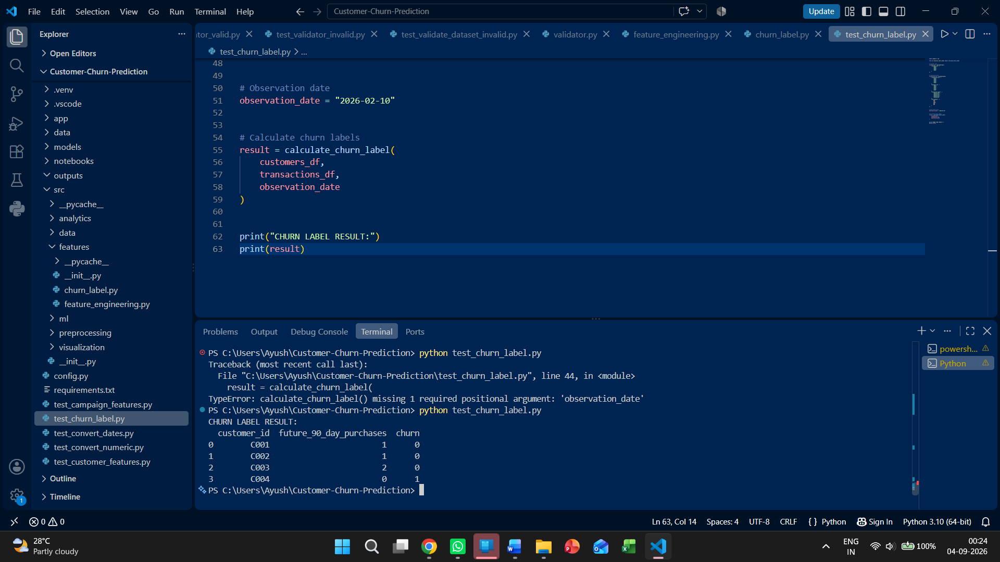 File Edit Selection View Go Run Terminal Help
Customer-Churn-Prediction
Update
Explorer
Open Editors
Customer-Churn-Prediction
.venv
.vscode
app
data
models
notebooks
outputs
src
__pycache__
analytics
data
features
__pycache__
__init__.py
churn_label.py
feature_engineering.py
ml
preprocessing
visualization
__init__.py
config.py
requirements.txt
test_campaign_features.py
test_churn_label.py
test_convert_dates.py
test_convert_numeric.py
test_customer_features.py
Outline
Timeline
1
tor_valid.py test_validator_invalid.py test_validate_dataset_invalid.py validator.py feature_engineering.py churn_label.py test_churn_label.py
test_churn_label.py > ...
48
49
50 # Observation date
51 observation_date = "2026-02-10"
52
53
54 # Calculate churn labels
55 result = calculate_churn_label(
56 customers_df,
57 transactions_df,
58 observation_date
59 )
60
61
62 print("CHURN LABEL RESULT:")
63 print(result)
Problems Output Debug Console Terminal Ports
powersh...
Python
PS C:\Users\Ayush\Customer-Churn-Prediction> python test_churn_label.py
Traceback (most recent call last):
File "C:\Users\Ayush\Customer-Churn-Prediction\test_churn_label.py", line 44, in <module>
result = calculate_churn_label(
TypeError: calculate_churn_label() missing 1 required positional argument: 'observation_date'
PS C:\Users\Ayush\Customer-Churn-Prediction> python test_churn_label.py
CHURN LABEL RESULT:
customer_id future_90_day_purchases churn
0 C001 1 0
1 C002 1 0
2 C003 2 0
3 C004 0 1
PS C:\Users\Ayush\Customer-Churn-Prediction>
0 0
Ln 63, Col 14 Spaces: 4 UTF-8 CRLF { } Python Sign In Python 3.10 (64-bit)
28°C
Partly cloudy
ENG
IN
100%
00:24
04-09-2026